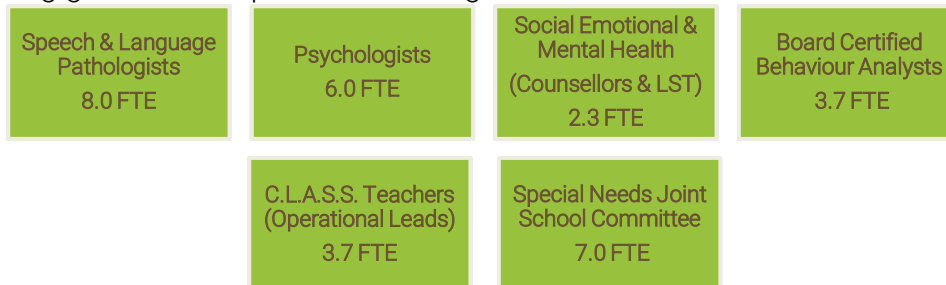 Speech & Language
Pathologists
8.0 FTE
Psychologists
6.0 FTE
Social Emotional &
Mental Health
(Counsellors & LST)
2.3 FTE
Board Certified
Behaviour Analysts
3.7 FTE
C.L.A.S.S. Teachers
(Operational Leads)
3.7 FTE
Special Needs Joint
School Committee
7.0 FTE